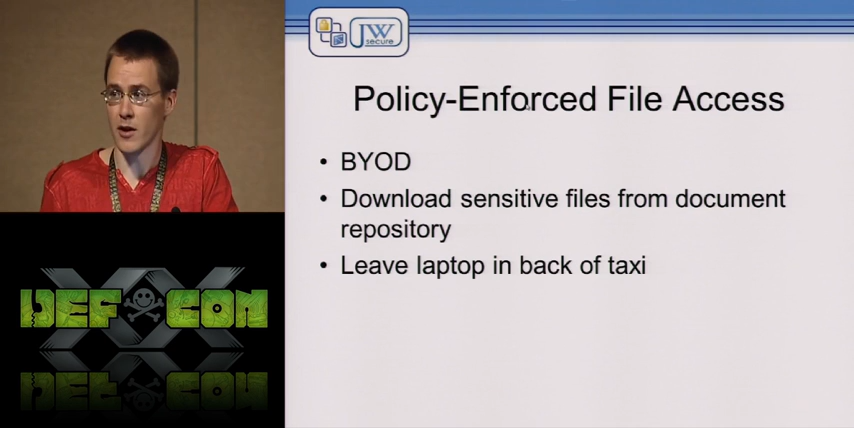 JW
secure
Policy-Enforced File Access
• BYOD
• Download sensitive files from document
repository
• Leave laptop in back of taxi
DEF CON
XX